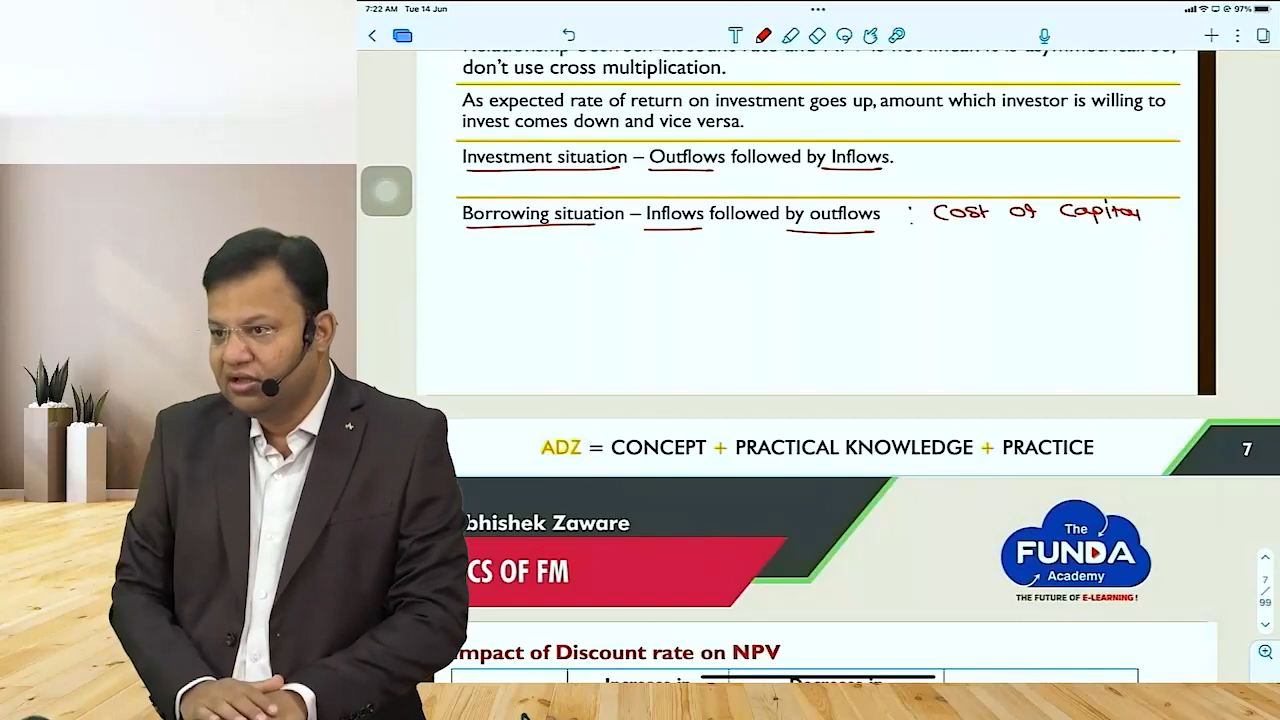 7:22 AM Tue 14 Jun
97%
don't use cross multiplication.
As expected rate of return on investment goes up, amount which investor is willing to
invest comes down and vice versa.
Investment situation – Outflows followed by Inflows.
Borrowing situation – Inflows followed by outflows : Cost of Capital
ADZ = CONCEPT + PRACTICAL KNOWLEDGE + PRACTICE
7
bhishek Zaware
CS OF FM
The
FUNDA
Academy
THE FUTURE OF E-LEARNING!
7
99
mpact of Discount rate on NPV